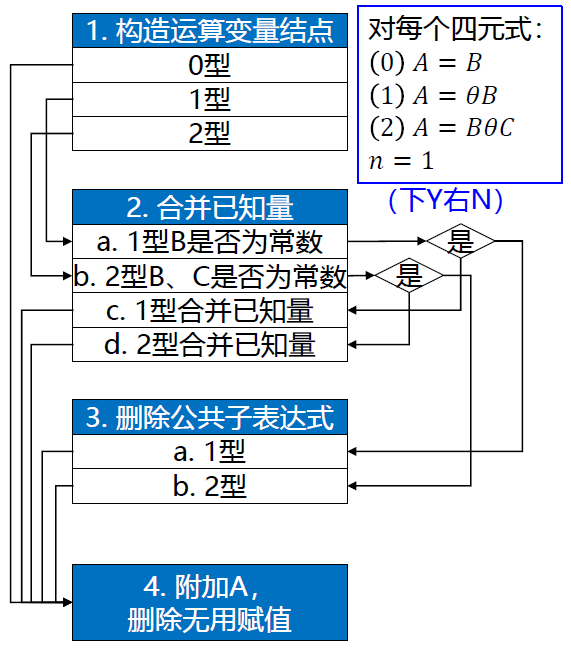 1. 构造运算变量结点
0型
1型
2型
对每个四元式：
(0) A = B
(1) A = θB
(2) A = BθC
n = 1
（下Y右N）
2. 合并已知量
a. 1型B是否为常数
是
b. 2型B、C是否为常数
是
c. 1型合并已知量
d. 2型合并已知量
3. 删除公共子表达式
a. 1型
b. 2型
4. 附加A，
删除无用赋值